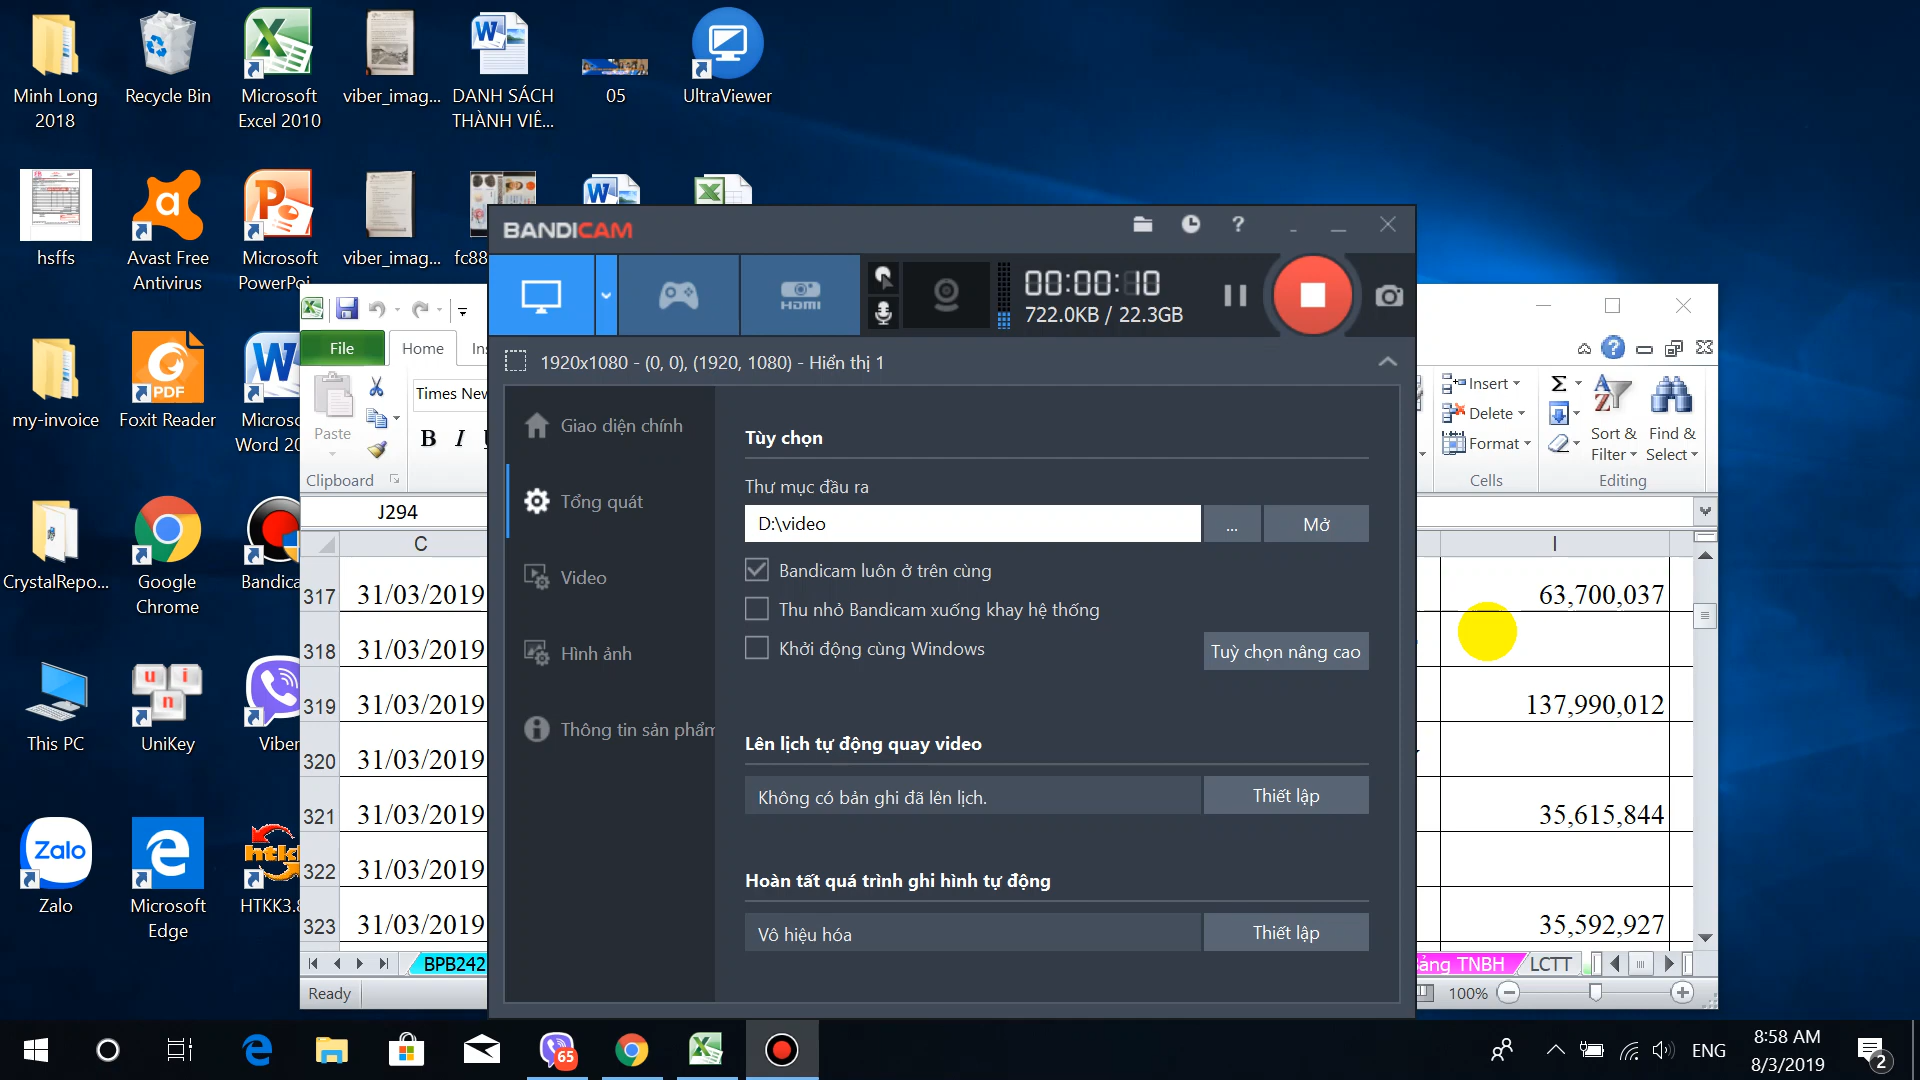 Minh Long
2018
Recycle Bin
Microsoft
Excel 2010
viber_imag...
DANH SÁCH
THÀNH VIÊ...
05
UltraViewer
hsffs
Avast Free
Antivirus
Microsoft
PowerPoi
viber_imag...
fc88
my-invoice
Foxit Reader
Micros
Word 20
CrystalRepo...
Google
Chrome
Bandica
This PC
UniKey
Viber
Zalo
Microsoft
Edge
HTKK3.8
BANDICAM
HDMI
00:00:10
722.0KB / 22.3GB
1920x1080 - (0, 0), (1920, 1080) - Hiển thị 1
Giao diện chính
Tổng quát
Video
Hình ảnh
Thông tin sản phẩm
Tùy chọn
Thư mục đầu ra
D:\video
...
Mở
Bandicam luôn ở trên cùng
Thu nhỏ Bandicam xuống khay hệ thống
Khởi động cùng Windows
Tuỳ chọn nâng cao
Lên lịch tự động quay video
Không có bản ghi đã lên lịch.
Thiết lập
Hoàn tất quá trình ghi hình tự động
Vô hiệu hóa
Thiết lập
File
Home
Ins
Paste
Times New
B I U
Clipboard
J294
C
317 31/03/2019
318 31/03/2019
319 31/03/2019
320 31/03/2019
321 31/03/2019
322 31/03/2019
323 31/03/2019
BPB242
Ready
Insert
Delete
Format
Cells
Sort &
Filter
Find &
Select
Editing
I
63,700,037
137,990,012
35,615,844
35,592,927
ảng TNBH
LCTT
100%
65
ENG
8:58 AM
8/3/2019
2